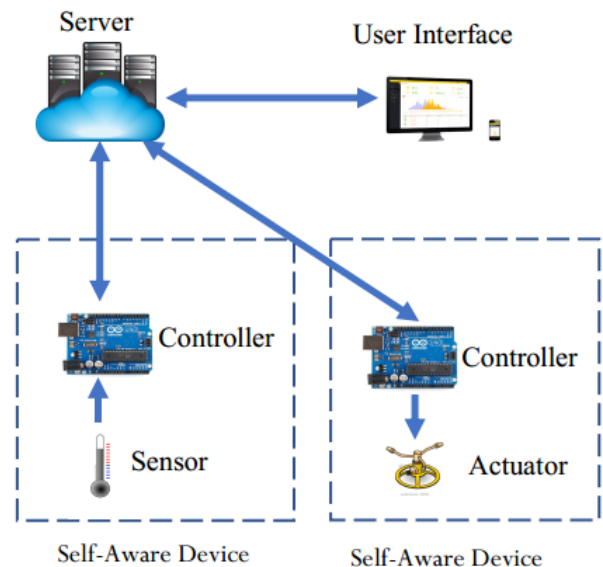 Server
User Interface
Controller
Controller
Sensor
Actuator
Self-Aware Device
Self-Aware Device